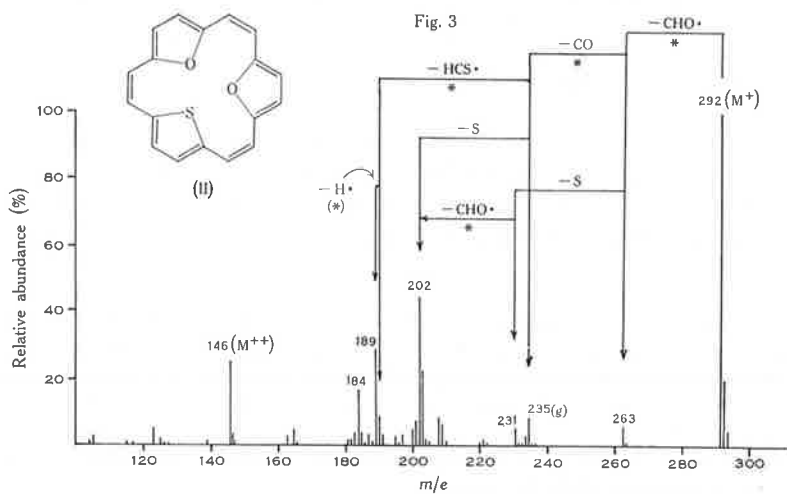 Fig. 3
— CHO•
*
— CO
*
— HCS•
*
292 (M⁺)
— S
— H•
(*)
— S
— CHO•
*
O
O
S
(II)
Relative abundance (%)
100
80
60
40
20
146 (M⁺⁺)
184
189
202
231
235(g)
263
120
140
160
180
200
220
240
260
280
300
m/e